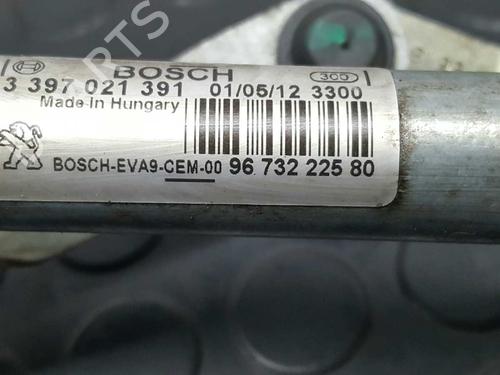 BOSCH 300
3 397 021 391 01/05/12 3300
Made in Hungary
BOSCH-EVA9-CEM-00 96 732 225 80